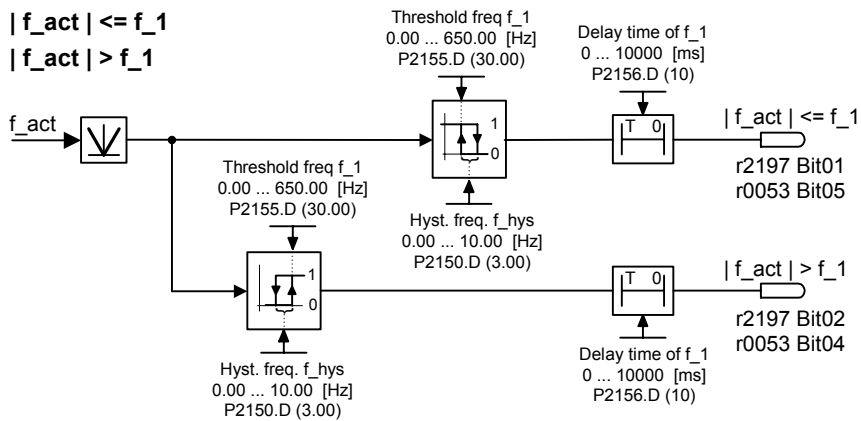 | f_act | <= f_1
| f_act | > f_1
f_act
Threshold freq f_1
0.00 ... 650.00 [Hz]
P2155.D (30.00)
1
0
Hyst. freq. f_hys
0.00 ... 10.00 [Hz]
P2150.D (3.00)
Delay time of f_1
0 ... 10000 [ms]
P2156.D (10)
T 0
| f_act | <= f_1
r2197 Bit01
r0053 Bit05
Threshold freq f_1
0.00 ... 650.00 [Hz]
P2155.D (30.00)
1
0
Hyst. freq. f_hys
0.00 ... 10.00 [Hz]
P2150.D (3.00)
T 0
Delay time of f_1
0 ... 10000 [ms]
P2156.D (10)
| f_act | > f_1
r2197 Bit02
r0053 Bit04